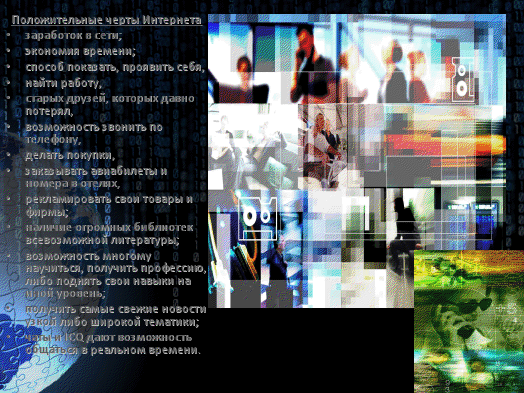 Положительные черты Интернета
• заработок в сети;
• экономия времени;
• способ показать, проявить себя,
• найти работу,
• старых друзей, которых давно
потерял,
• возможность звонить по
телефону,
• делать покупки,
• заказывать авиабилеты и
номера в отелях,
• рекламировать свои товары и
фирмы;
• наличие огромных библиотек
всевозможной литературы;
• возможность многому
научиться, получить профессию,
либо поднять свои навыки на
иной уровень;
получить самые свежие новости
узкой либо широкой тематики;
чаты и ICQ дают возможность
общаться в реальном времени.